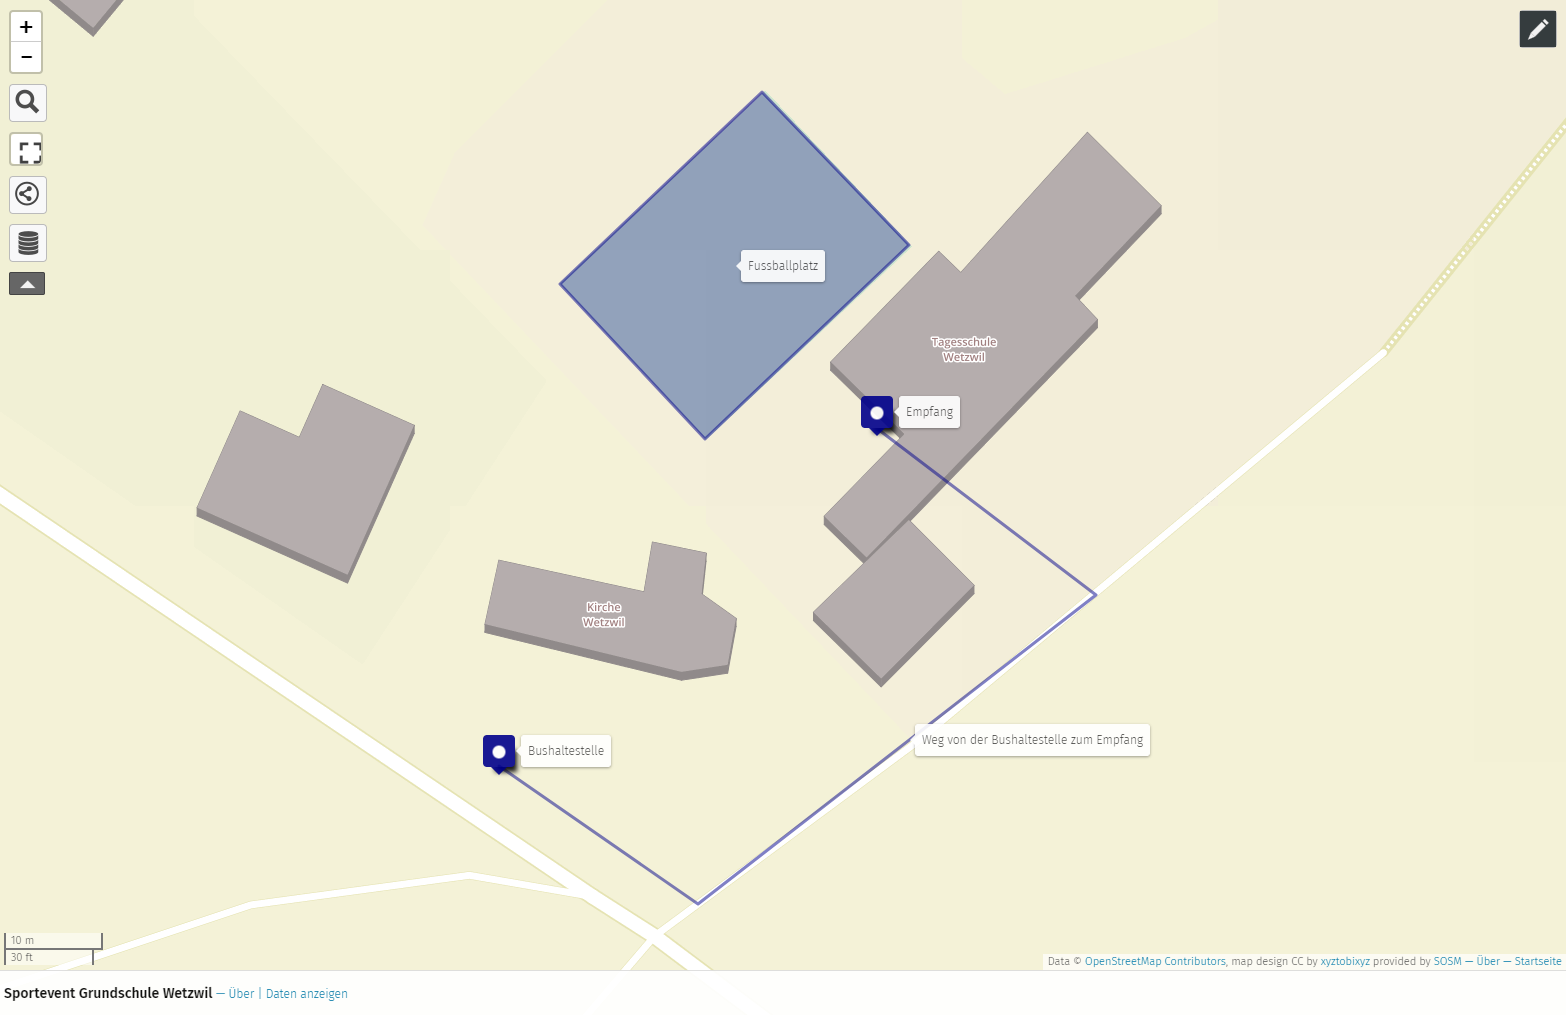 +
−
Fussballplatz
Tagesschule
Wetzwil
Empfang
Kirche
Wetzwil
Weg von der Bushaltestelle zum Empfang
Bushaltestelle
10 m
30 ft
Data © OpenStreetMap Contributors, map design CC by xyztobixyz provided by SOSM — Über — Startseite
Sportevent Grundschule Wetzwil — Über | Daten anzeigen